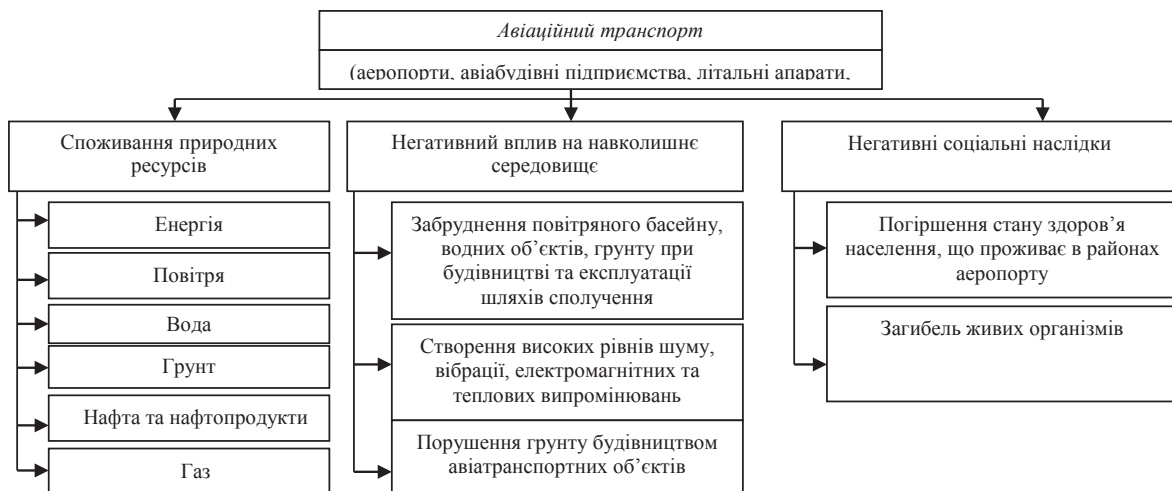 Авіаційний транспорт
(аеропорти, авіабудівні підприємства, літальні апарати,
Споживання природних
ресурсів
Енергія
Повітря
Вода
Грунт
Нафта та нафтопродукти
Газ
Негативний вплив на навколишнє
середовище
Забруднення повітряного басейну,
водних об’єктів, грунту при
будівництві та експлуатації
шляхів сполучення
Створення високих рівнів шуму,
вібрації, електромагнітних та
теплових випромінювань
Порушення грунту будівництвом
авіатранспортних об’єктів
Негативні соціальні наслідки
Погіршення стану здоров’я
населення, що проживає в районах
аеропорту
Загибель живих організмів